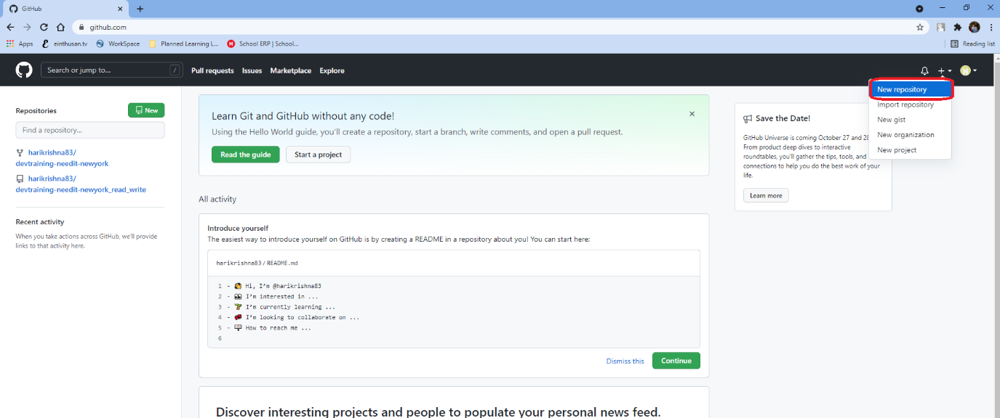 GitHub
github.com
Apps
einthusan.tv
WorkSpace
Planned Learning L...
School ERP | School...
Reading list
Search or jump to...
/
Pull requests
Issues
Marketplace
Explore
New repository
Import repository
New gist
New organization
New project
Repositories
New
Find a repository...
harikrishna83/
devtraining-needit-newyork
harikrishna83/
devtraining-needit-newyork_read_write
Recent activity
When you take actions across GitHub, we'll provide
links to that activity here.
Learn Git and GitHub without any code!
Using the Hello World guide, you'll create a repository, start a branch, write comments, and open a pull request.
Read the guide
Start a project
All activity
Introduce yourself
The easiest way to introduce yourself on GitHub is by creating a README in a repository about you! You can start here:
harikrishna83 / README.md
1 - Hi, I'm @harikrishna83
2 - I'm interested in ...
3 - I'm currently learning ...
4 - I'm looking to collaborate on ...
5 - How to reach me ...
6
Dismiss this
Continue
Discover interesting projects and people to populate your personal news feed.
Save the Date!
GitHub Universe is coming October 27 and 28
From product deep dives to interactive
roundtables, you'll gather the tips, tools, and
connections to help you do the best work of your
life.
Learn more